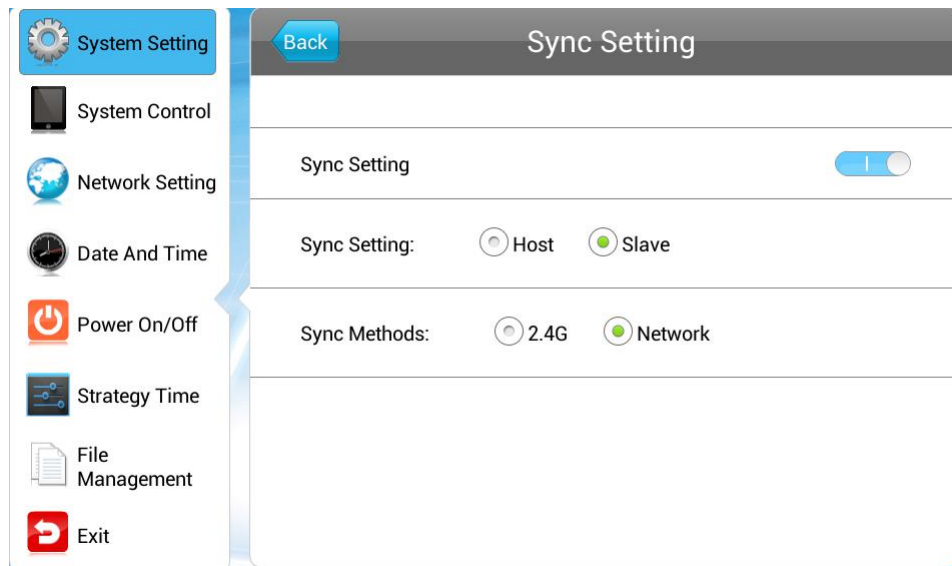 System Setting
System Control
Network Setting
Date And Time
Power On/Off
Strategy Time
File
Management
Exit
Back
Sync Setting
Sync Setting
Sync Setting: Host Slave
Sync Methods: 2.4G Network